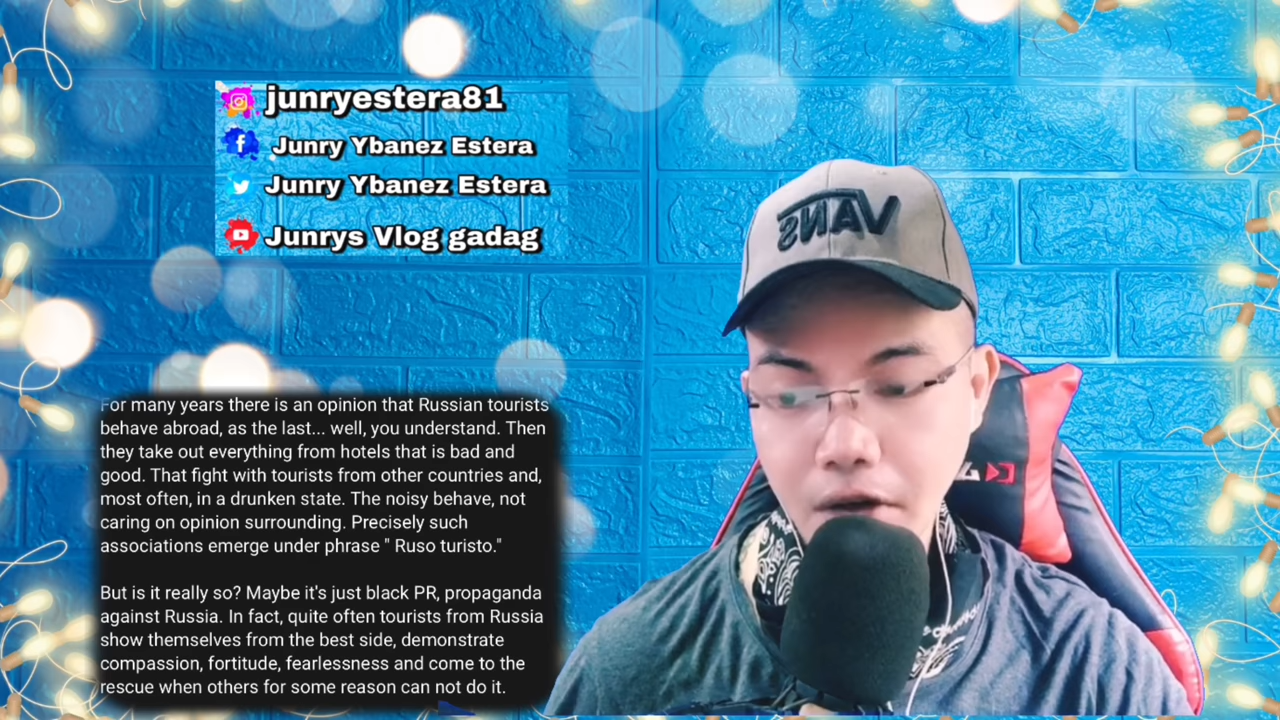 junryestera81
Junry Ybanez Estera
Junry Ybanez Estera
Junrys Vlog gadag
VANS
For many years there is an opinion that Russian tourists
behave abroad, as the last... well, you understand. Then
they take out everything from hotels that is bad and
good. That fight with tourists from other countries and,
most often, in a drunken state. The noisy behave, not
caring on opinion surrounding. Precisely such
associations emerge under phrase " Ruso turisto."
But is it really so? Maybe it's just black PR, propaganda
against Russia. In fact, quite often tourists from Russia
show themselves from the best side, demonstrate
compassion, fortitude, fearlessness and come to the
rescue when others for some reason can not do it.